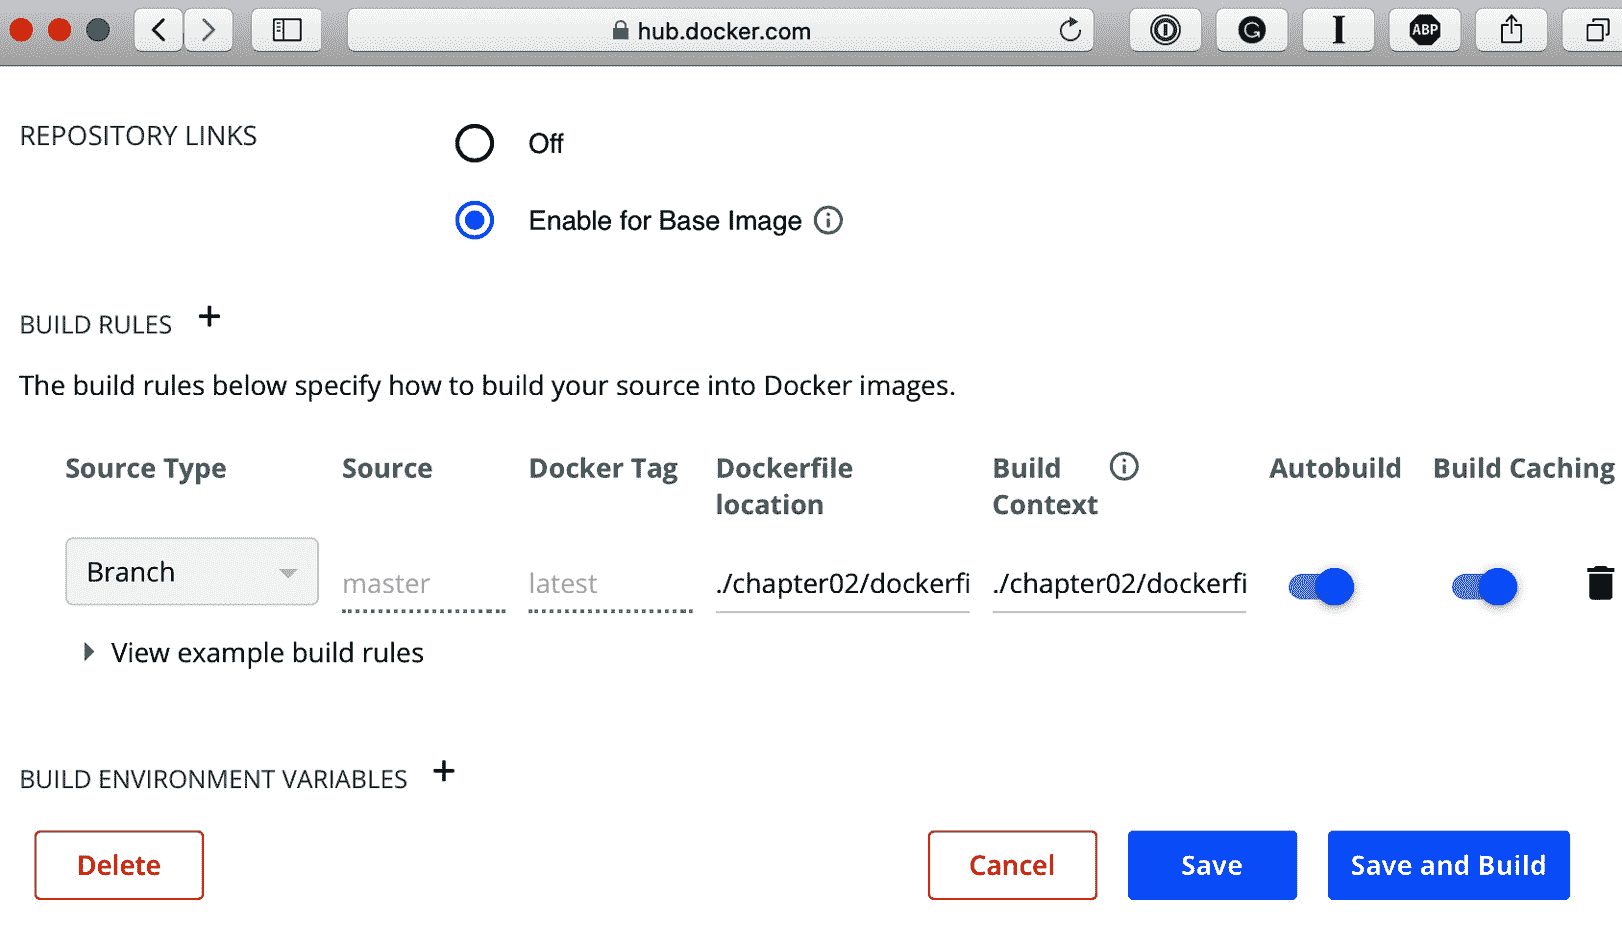 hub.docker.com
ABP
REPOSITORY LINKS
Off
Enable for Base Image
BUILD RULES +
The build rules below specify how to build your source into Docker images.
Source Type Source Docker Tag Dockerfile location Build Context Autobuild Build Caching
Branch master latest ./chapter02/dockerfi ./chapter02/dockerfi
View example build rules
BUILD ENVIRONMENT VARIABLES +
Delete Cancel Save Save and Build